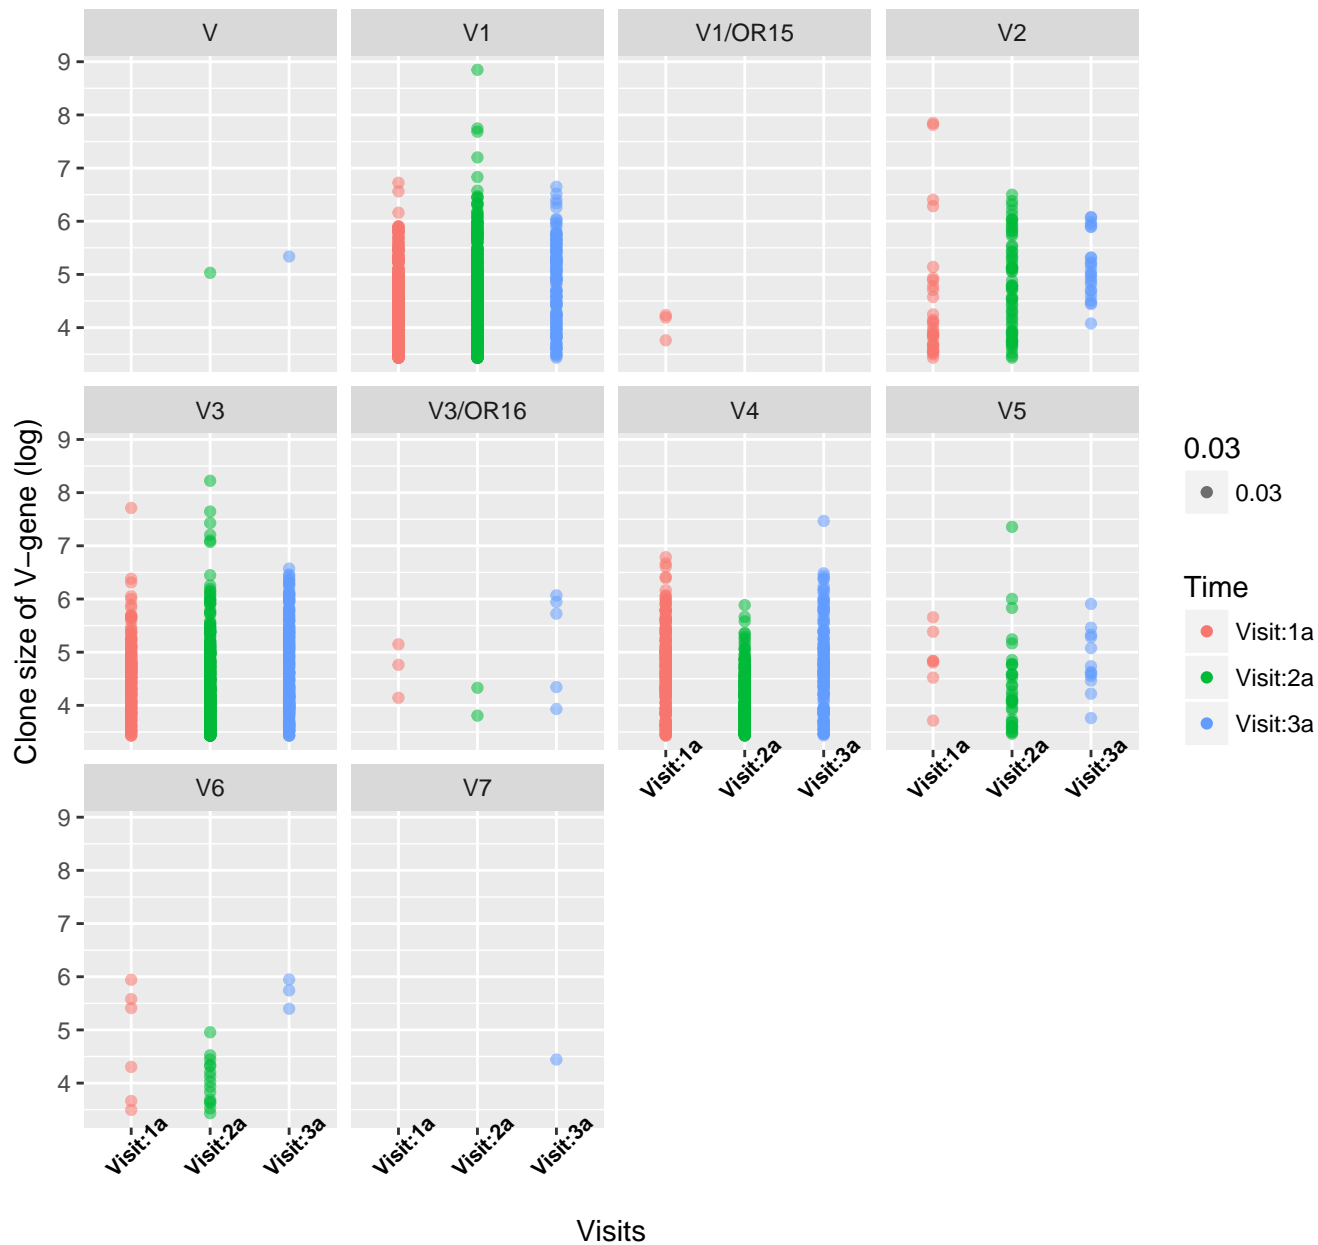 V V1 V1/OR15 V2
9
8
7
6
5
4
V3 V3/OR16 V4 V5
9
8
7
6
5
4
Visit:1a Visit:2a Visit:3a Visit:1a Visit:2a Visit:3a
V6 V7
9
8
7
6
5
4
Visit:1a Visit:2a Visit:3a Visit:1a Visit:2a Visit:3a
Clone size of V−gene (log)
Visits
0.03
0.03
Time
Visit:1a
Visit:2a
Visit:3a